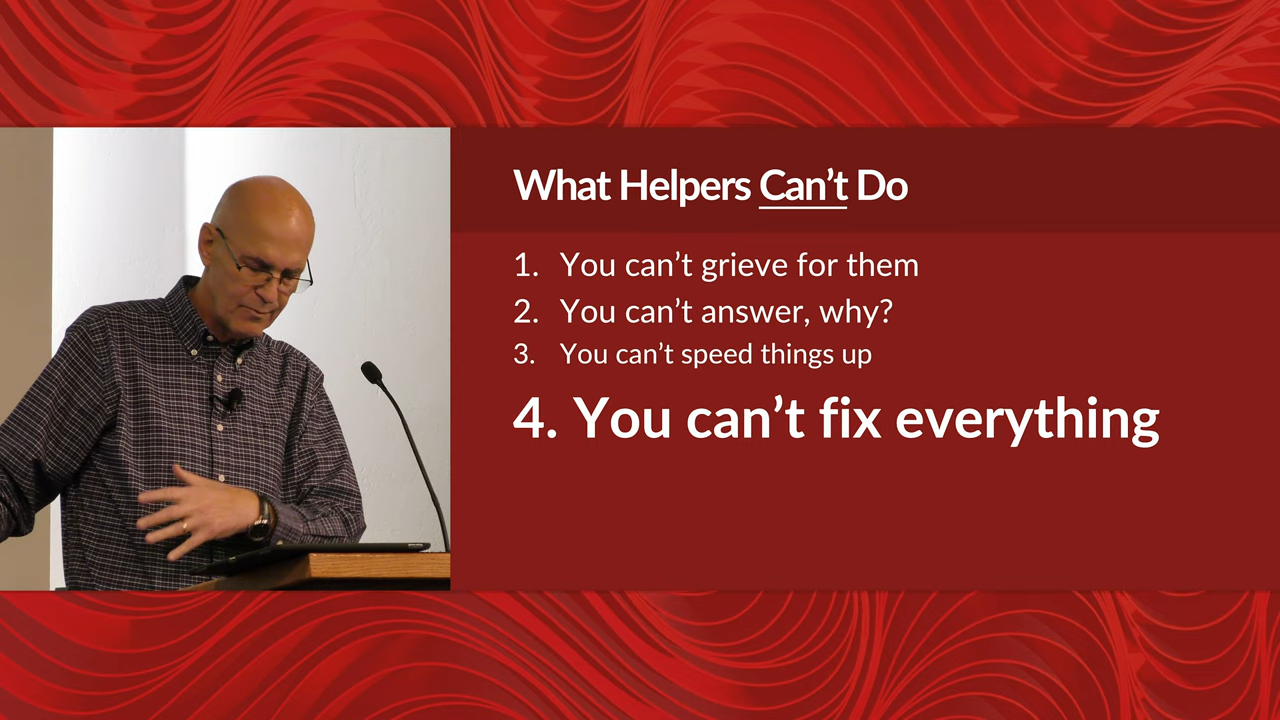 What Helpers Can’t Do
1. You can’t grieve for them
2. You can’t answer, why?
3. You can’t speed things up
4. You can’t fix everything